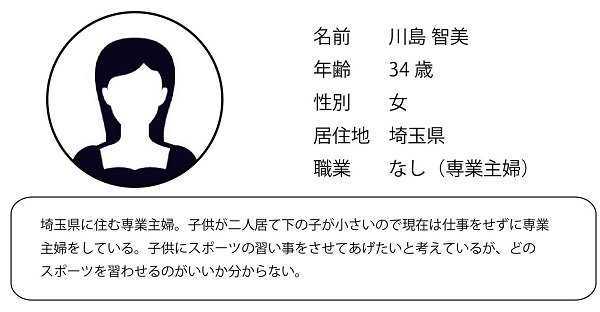 名前 川島 智美
年齢 34 歳
性別 女
居住地 埼玉県
職業 なし（専業主婦）
埼玉県に住む専業主婦。子供が二人居て下の子が小さいので現在は仕事をせずに専業
主婦をしている。子供にスポーツの習い事をさせてあげたいと考えているが、どの
スポーツを習わせるのがいいか分からない。